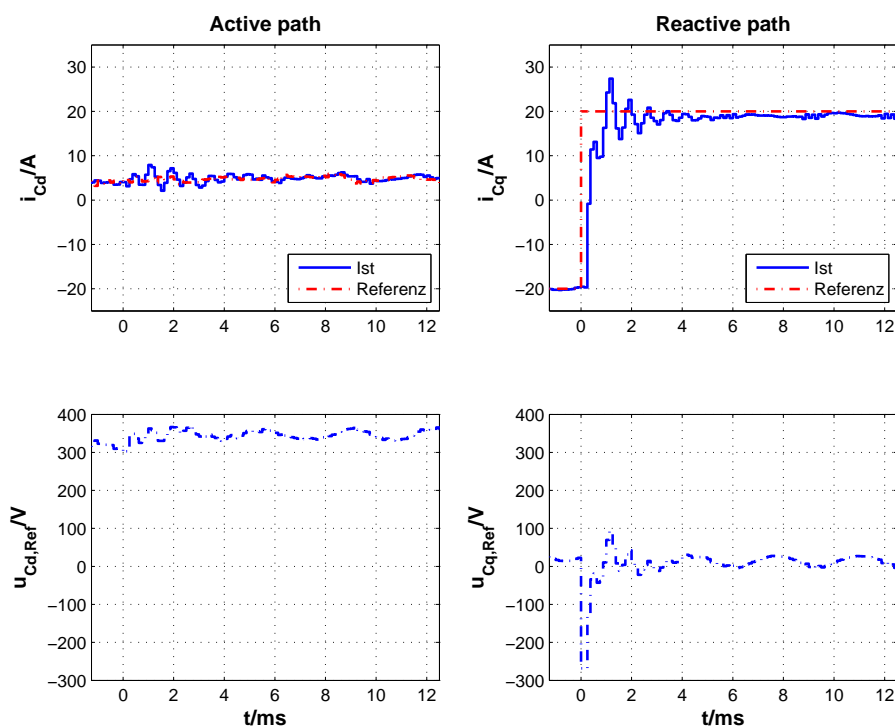 Active path
Reactive path
30
20
10
0
−10
−20
i_Cd/A
0 2 4 6 8 10 12
Ist
Referenz
30
20
10
0
−10
−20
i_Cq/A
0 2 4 6 8 10 12
Ist
Referenz
400
300
200
100
0
−100
−200
−300
u_Cd,Ref/V
0 2 4 6 8 10 12
t/ms
400
300
200
100
0
−100
−200
−300
u_Cq,Ref/V
0 2 4 6 8 10 12
t/ms